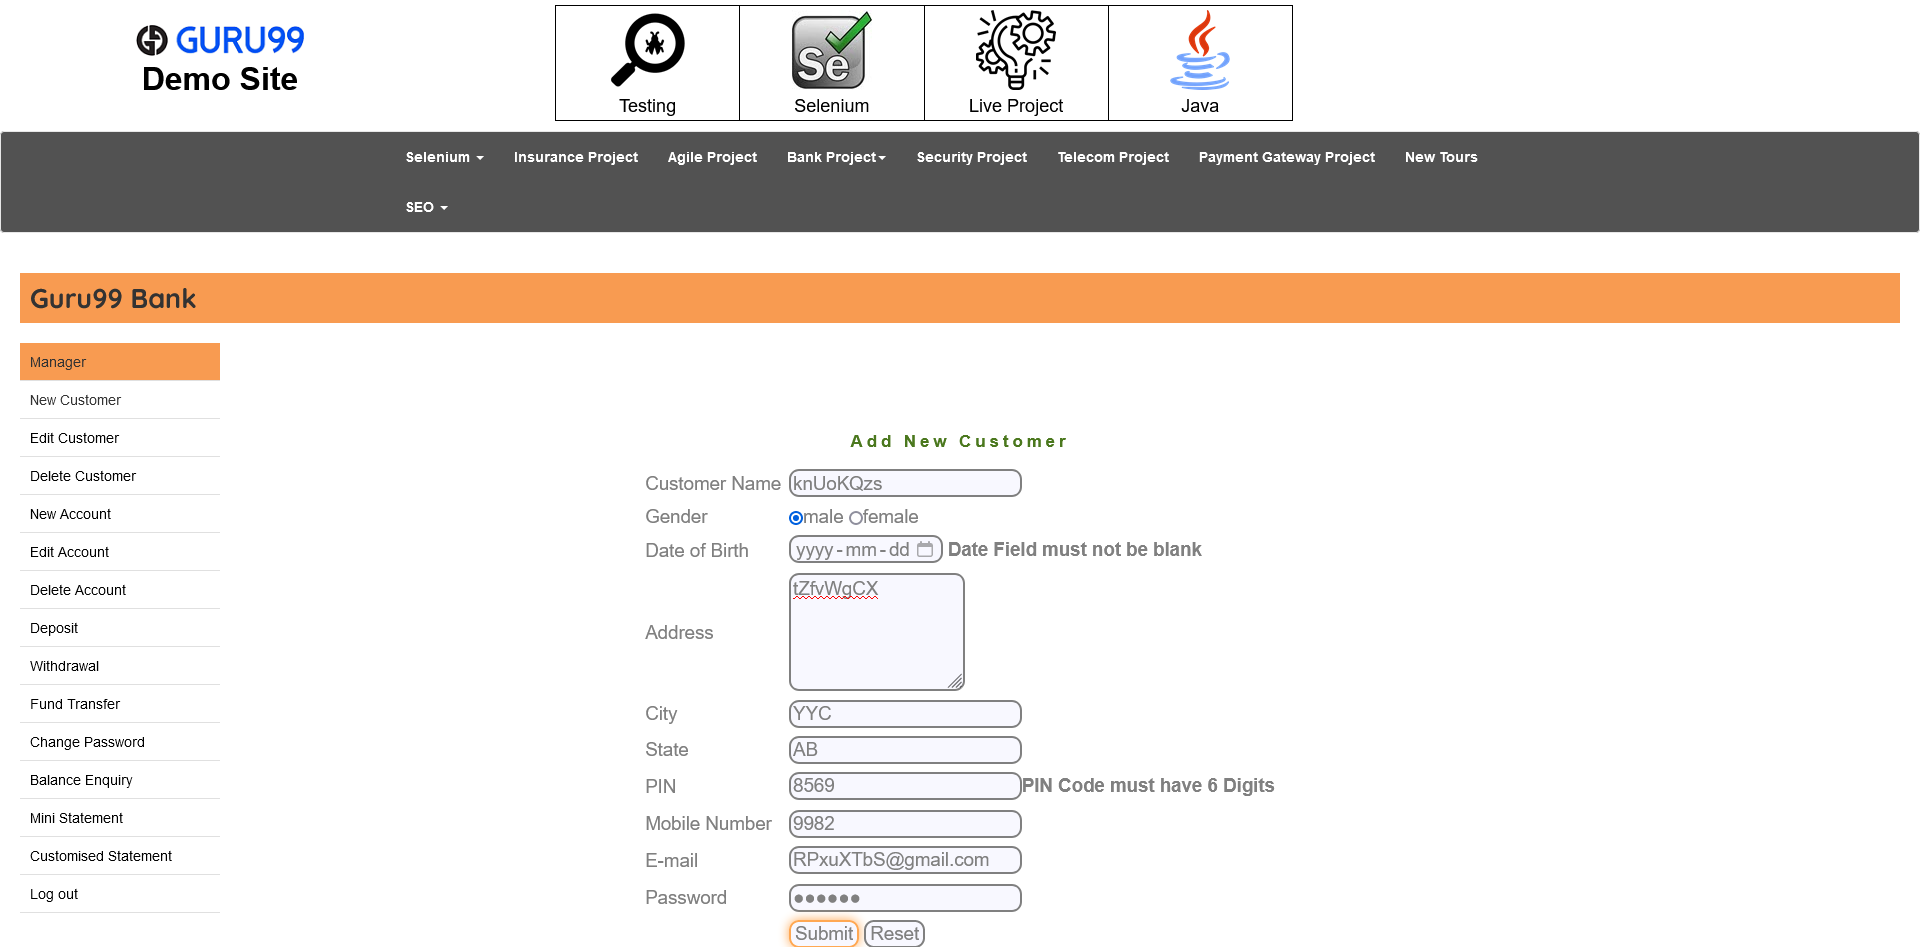 GURU99
Demo Site
Se
Testing
Selenium
Live Project
Java
Selenium
Insurance Project
Agile Project
Bank Project
Security Project
Telecom Project
Payment Gateway Project
New Tours
SEO
Guru99 Bank
Manager
New Customer
Edit Customer
Delete Customer
New Account
Edit Account
Delete Account
Deposit
Withdrawal
Fund Transfer
Change Password
Balance Enquiry
Mini Statement
Customised Statement
Log out
Add New Customer
Customer Name knUoKQzs
Gender male female
Date of Birth yyyy-mm-dd Date Field must not be blank
Address tZfvWgCX
City YYC
State AB
PIN 8569 PIN Code must have 6 Digits
Mobile Number 9982
E-mail RPxuXTbS@gmail.com
Password ●●●●●●
Submit Reset